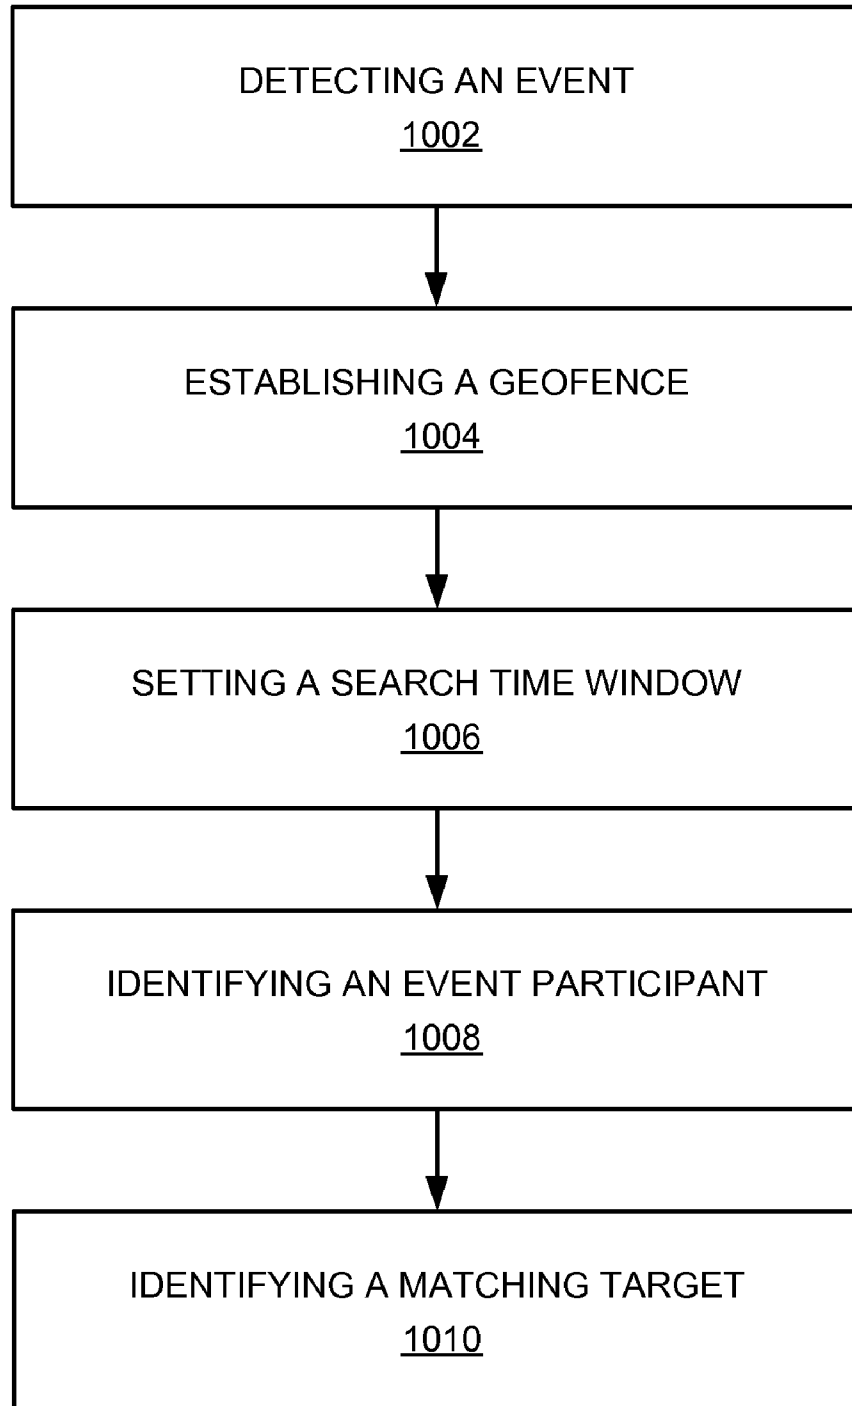 DETECTING AN EVENT
1002
ESTABLISHING A GEOFENCE
1004
SETTING A SEARCH TIME WINDOW
1006
IDENTIFYING AN EVENT PARTICIPANT
1008
IDENTIFYING A MATCHING TARGET
1010